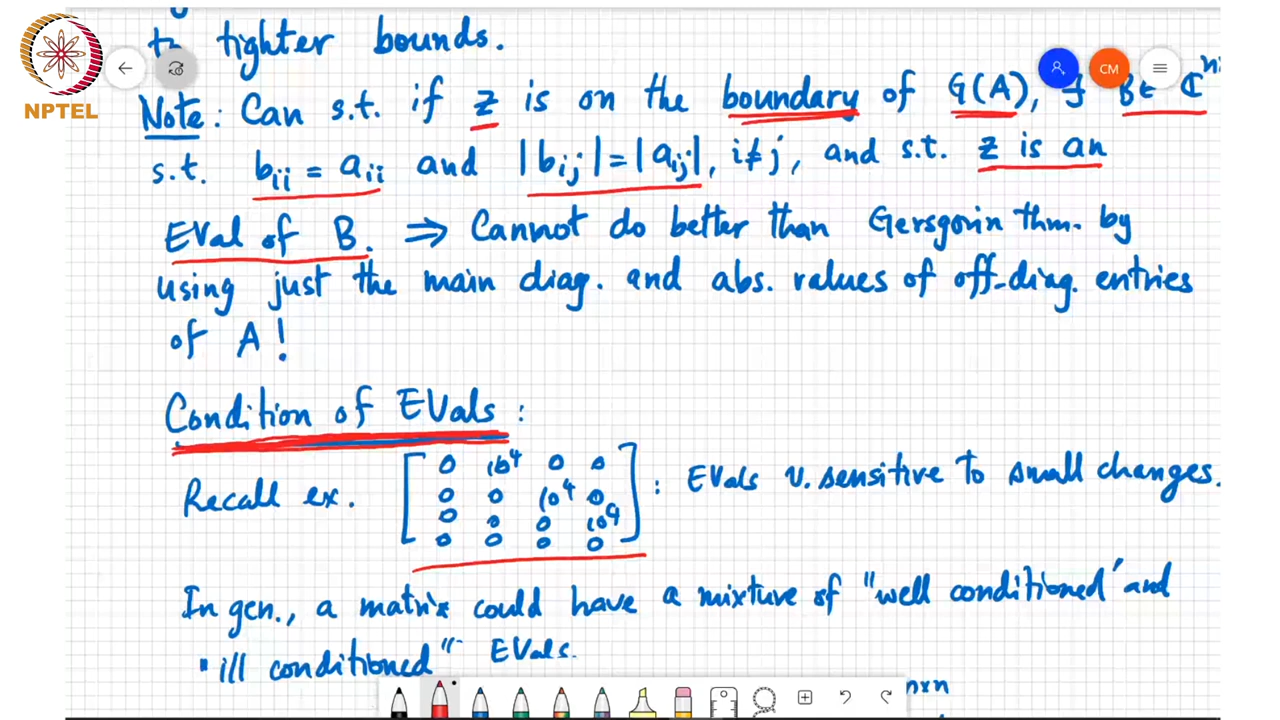 to tighter bounds.
NPTEL
CM
Note: Can s.t. if z is on the boundary of G(A), ∃ B ∈ ℂⁿˣ
s.t. bᵢᵢ = aᵢᵢ and |bᵢⱼ| = |aᵢⱼ|, i≠j, and s.t. z is an
EVal of B. ⇒ Cannot do better than Gersgorin thm. by
using just the main diag. and abs. values of off-diag. entries
of A!
Condition of EVals:
Recall ex. [0 10⁴ 0 0
0 0 10⁴ 0
0 0 0 10⁴
0 0 0 0] : EVals v. sensitive to small changes.
In gen., a matrix could have a mixture of "well conditioned" and
"ill conditioned" EVals.
n×n